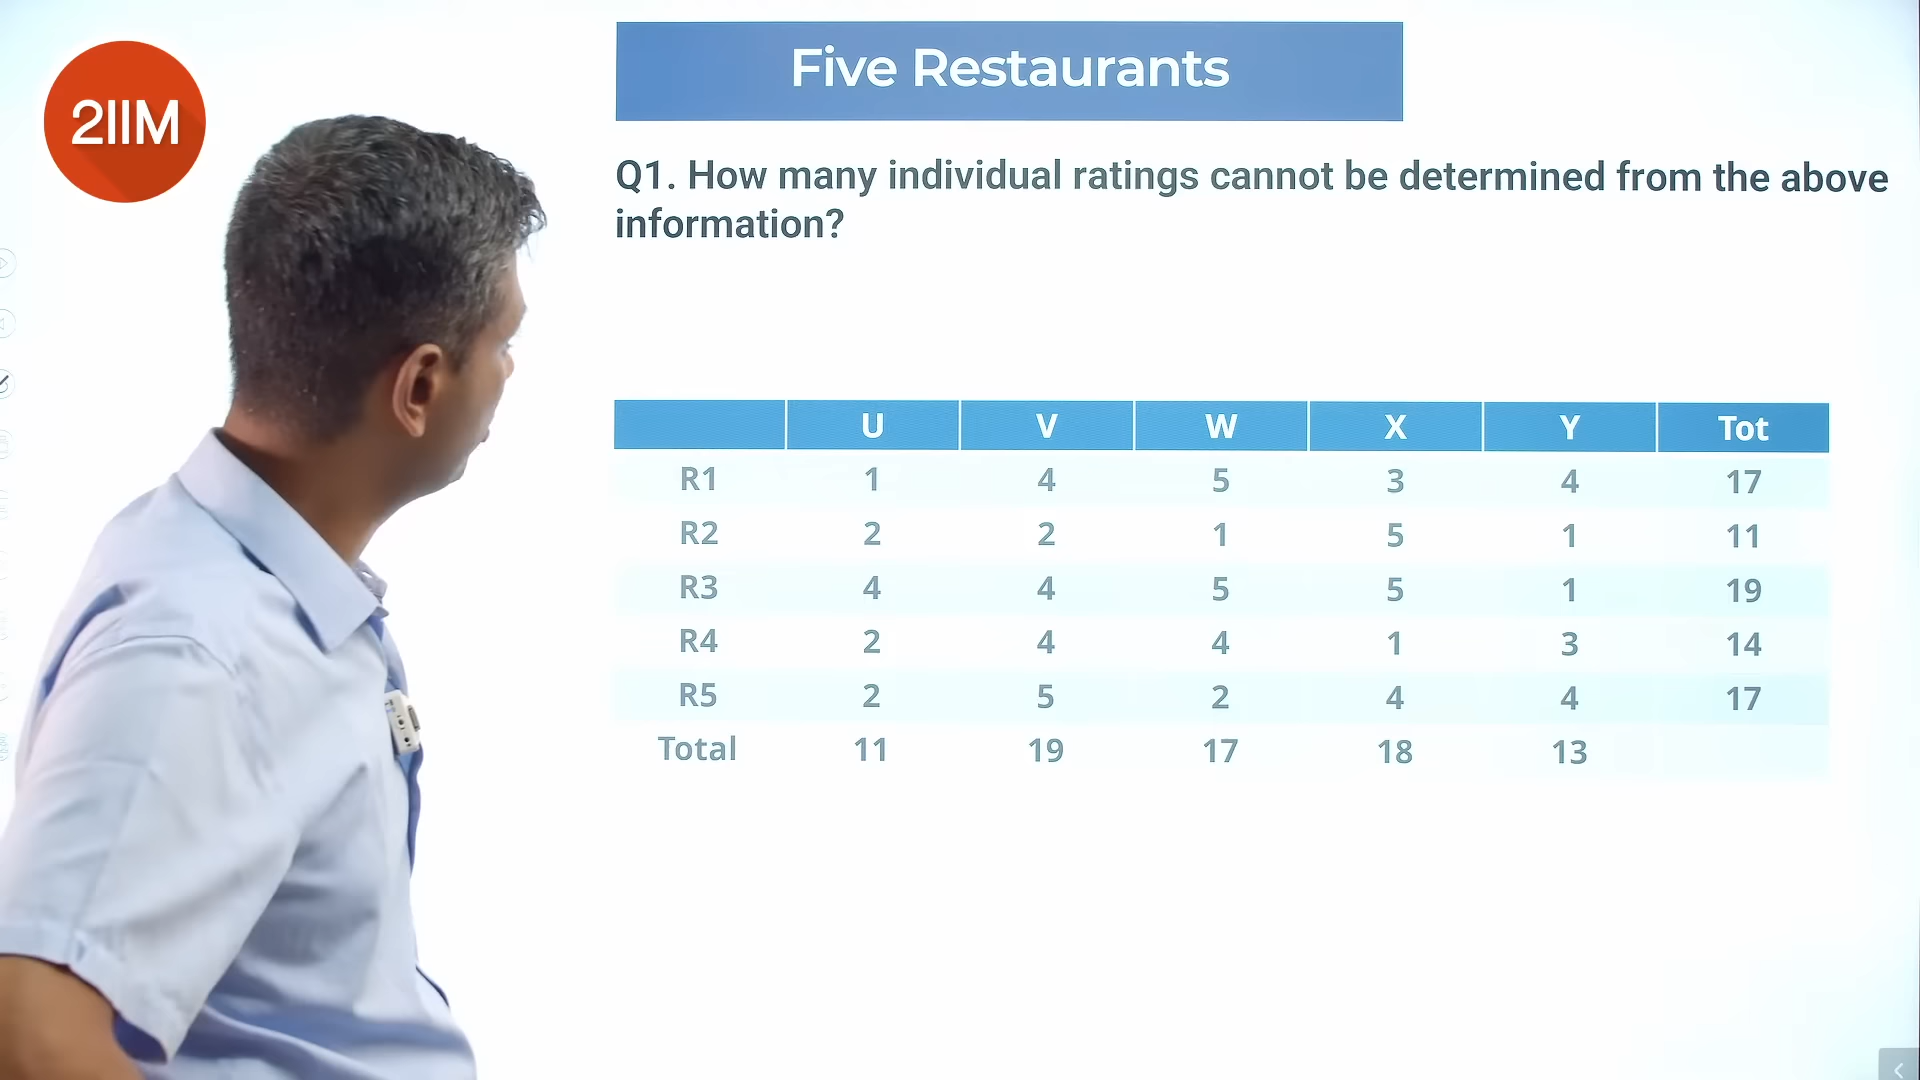 2IIM
Five Restaurants
Q1. How many individual ratings cannot be determined from the above
information?
U V W X Y Tot
R1 1 4 5 3 4 17
R2 2 2 1 5 1 11
R3 4 4 5 5 1 19
R4 2 4 4 1 3 14
R5 2 5 2 4 4 17
Total 11 19 17 18 13